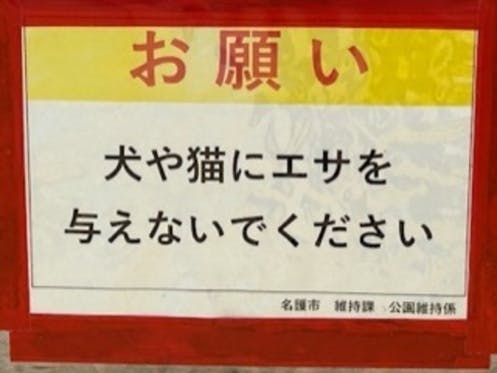 お願い
犬や猫にエサを
与えないでください
名護市　維持課　公園維持係